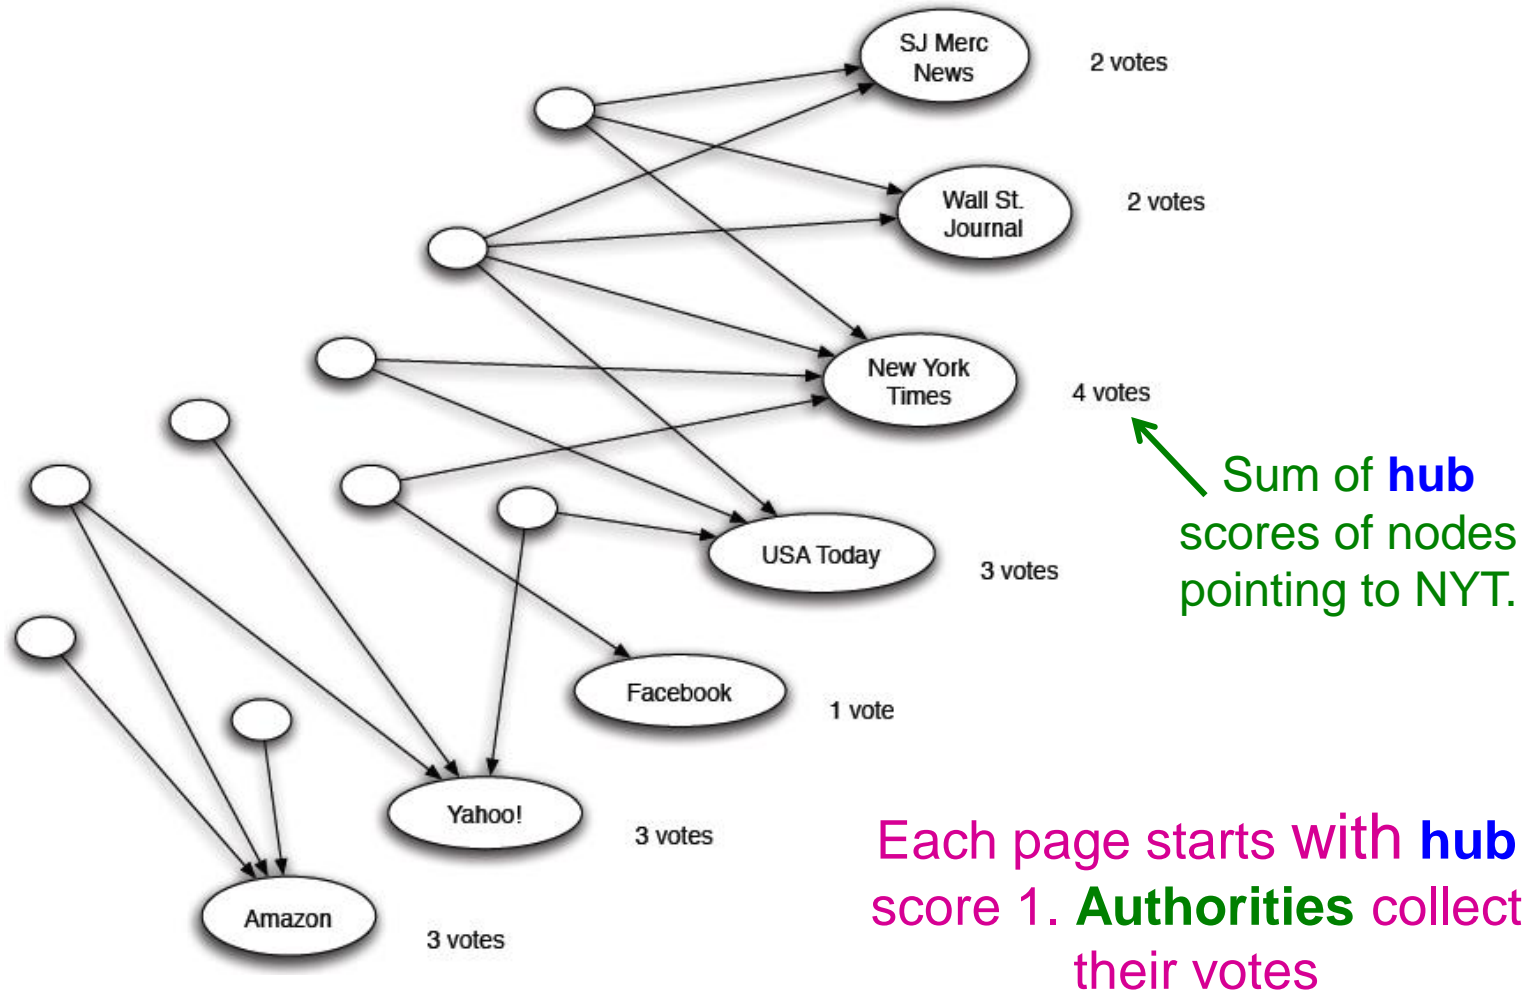 SJ Merc
News
2 votes
Wall St.
Journal
2 votes
New York
Times
4 votes
Sum of hub
scores of nodes
pointing to NYT.
USA Today
3 votes
Facebook
1 vote
Yahoo!
3 votes
Amazon
3 votes
Each page starts with hub
score 1. Authorities collect
their votes